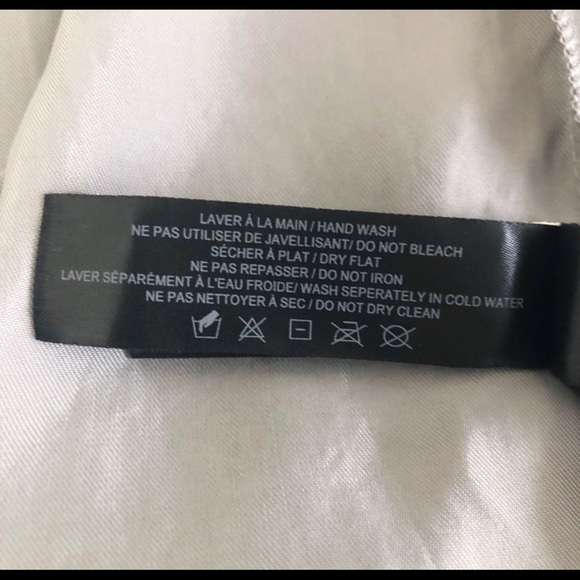 LAVER À LA MAIN / HAND WASH
NE PAS UTILISER DE JAVELLISANT/ DO NOT BLEACH
SÉCHER À PLAT / DRY FLAT
NE PAS REPASSER / DO NOT IRON
LAVER SÉPARÉMENT À L'EAU FROIDE/ WASH SEPERATELY IN COLD WATER
NE PAS NETTOYER À SEC / DO NOT DRY CLEAN